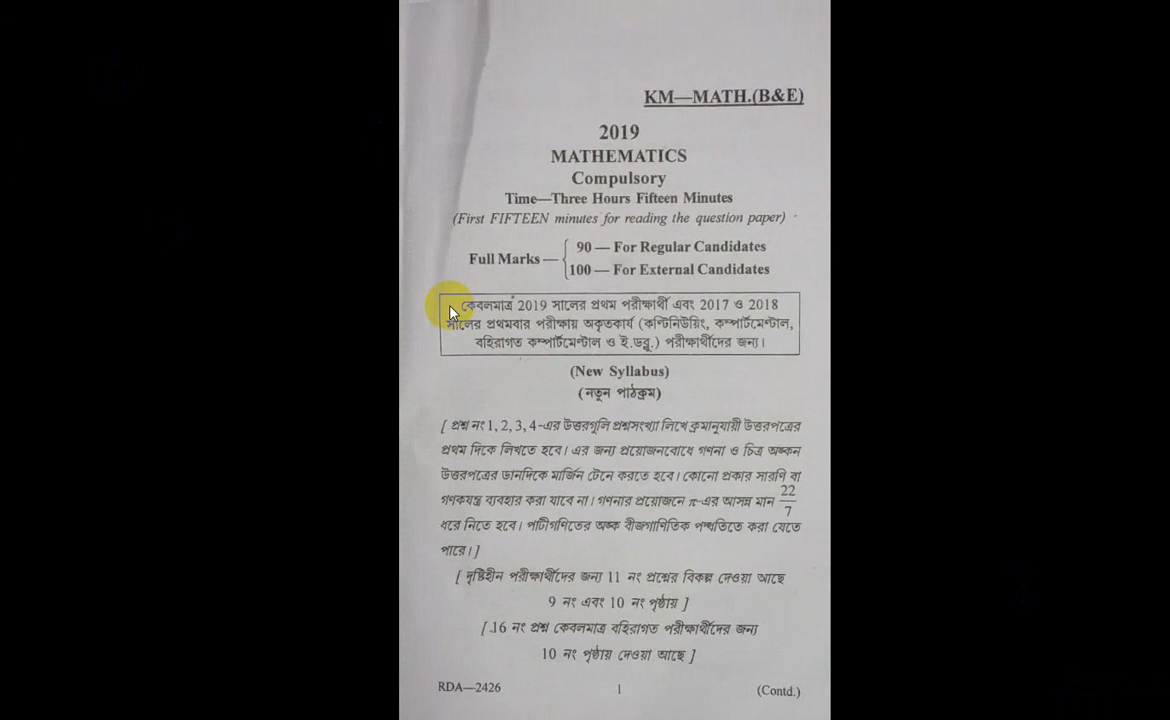 KM—MATH.(B&E)
2019
MATHEMATICS
Compulsory
Time—Three Hours Fifteen Minutes
(First FIFTEEN minutes for reading the question paper)
Full Marks — { 90 — For Regular Candidates
100 — For External Candidates
কেবলমাত্র 2019 সালের প্রথম পরীক্ষার্থী এবং 2017 ও 2018
সালের প্রথমবার পরীক্ষায় অকৃতকার্য (কন্টিনিউয়িং, কম্পার্টমেন্টাল,
বহিরাগত কম্পার্টমেন্টাল ও ই.ডব্লু.) পরীক্ষার্থীদের জন্য।
(New Syllabus)
(নতুন পাঠক্রম)
[ প্রশ্ন নং 1, 2, 3, 4-এর উত্তরগুলি প্রশ্নসংখ্যা লিখে ক্রমানুযায়ী উত্তরপত্রের
প্রথম দিকে লিখতে হবে। এর জন্য প্রয়োজনবোধে গণনা ও চিত্র অঙ্কন
উত্তরপত্রের ডানদিকে মার্জিন টেনে করতে হবে। কোনো প্রকার সারণি বা
গণকযন্ত্র ব্যবহার করা যাবে না। গণনার প্রয়োজনে π-এর আসন্ন মান 22/7
ধরে নিতে হবে। পাটীগণিতের অঙ্ক বীজগাণিতিক পদ্ধতিতে করা যেতে
পারে। ]
[ দৃষ্টিহীন পরীক্ষার্থীদের জন্য 11 নং প্রশ্নের বিকল্প দেওয়া আছে
9 নং এবং 10 নং পৃষ্ঠায় ]
[ 16 নং প্রশ্ন কেবলমাত্র বহিরাগত পরীক্ষার্থীদের জন্য
10 নং পৃষ্ঠায় দেওয়া আছে ]
RDA—2426 1 (Contd.)